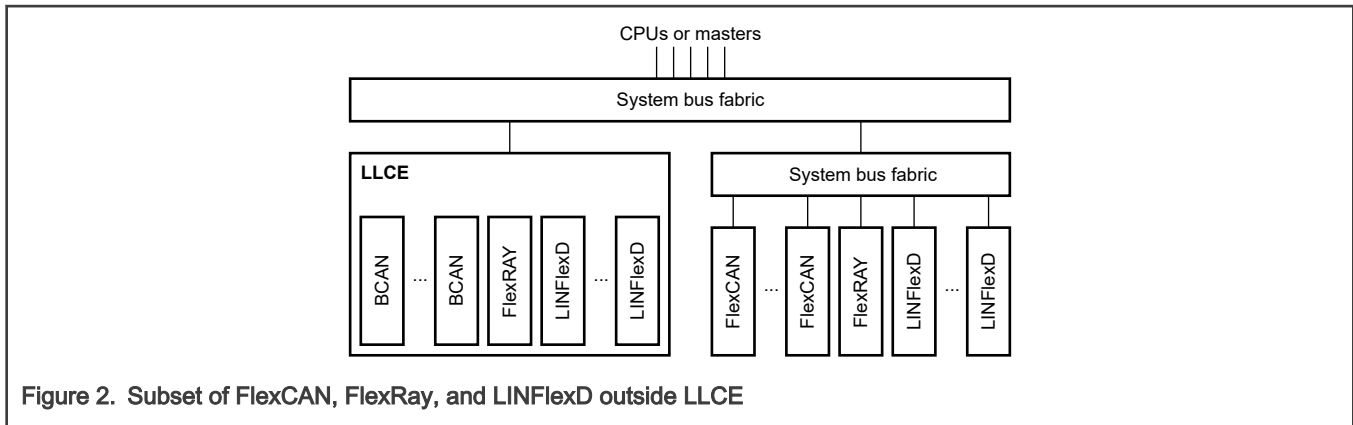 CPUs or masters
System bus fabric
LLCE
System bus fabric
BCAN
...
BCAN
FlexRAY
LINFlexD
...
LINFlexD
FlexCAN
...
FlexCAN
FlexRAY
LINFlexD
...
LINFlexD
Figure 2. Subset of FlexCAN, FlexRay, and LINFlexD outside LLCE